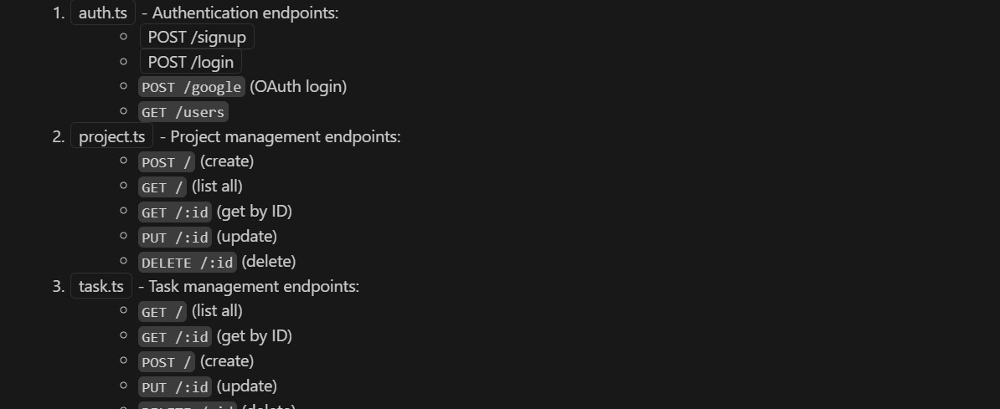 1. auth.ts - Authentication endpoints:
POST /signup
POST /login
POST /google (OAuth login)
GET /users
2. project.ts - Project management endpoints:
POST / (create)
GET / (list all)
GET /:id (get by ID)
PUT /:id (update)
DELETE /:id (delete)
3. task.ts - Task management endpoints:
GET / (list all)
GET /:id (get by ID)
POST / (create)
PUT /:id (update)